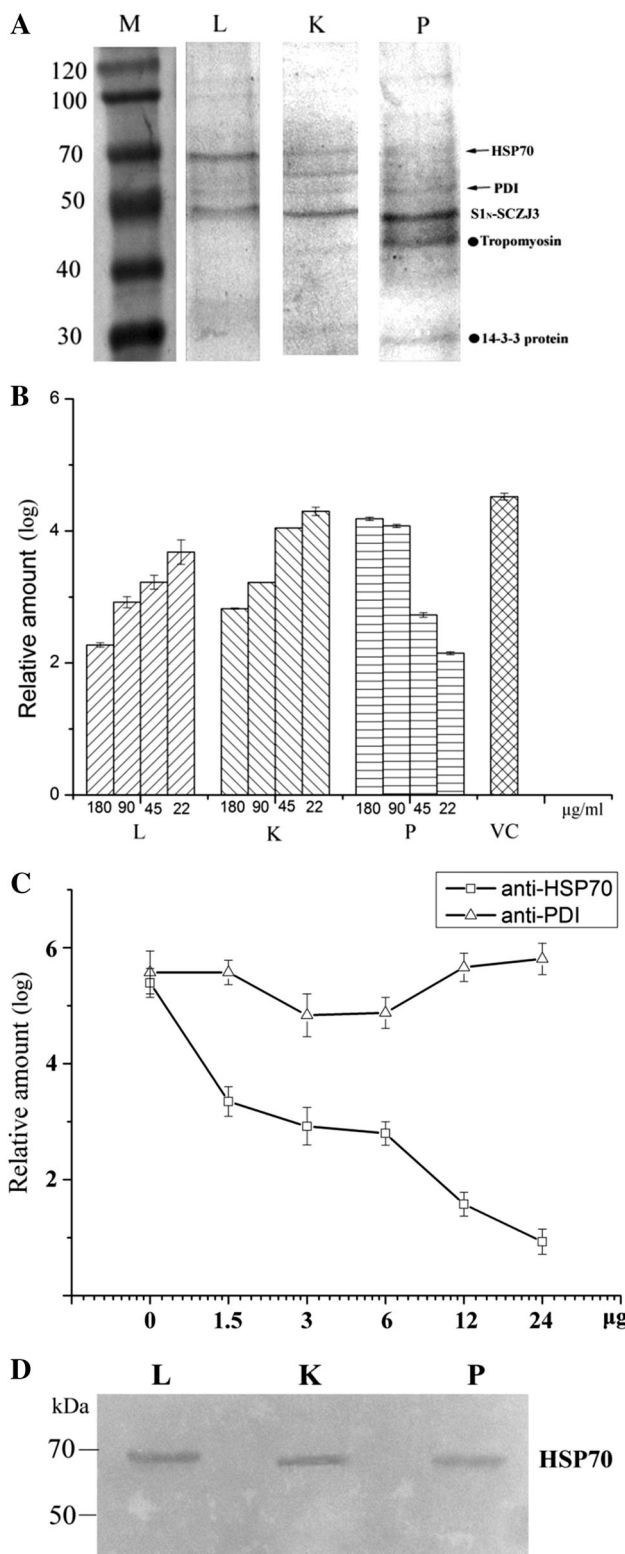 A
M L K P
120
100
70
50
40
30
HSP70
PDI
S1N-SCZJ3
Tropomyosin
14-3-3 protein
B
Relative amount (log)
6
4
2
0
180 90 45 22 180 90 45 22 180 90 45 22 µg/ml
L K P VC
C
anti-HSP70
anti-PDI
Relative amount (log)
6
4
2
0 1.5 3 6 12 24 µg
D
L K P
kDa
70
50
HSP70